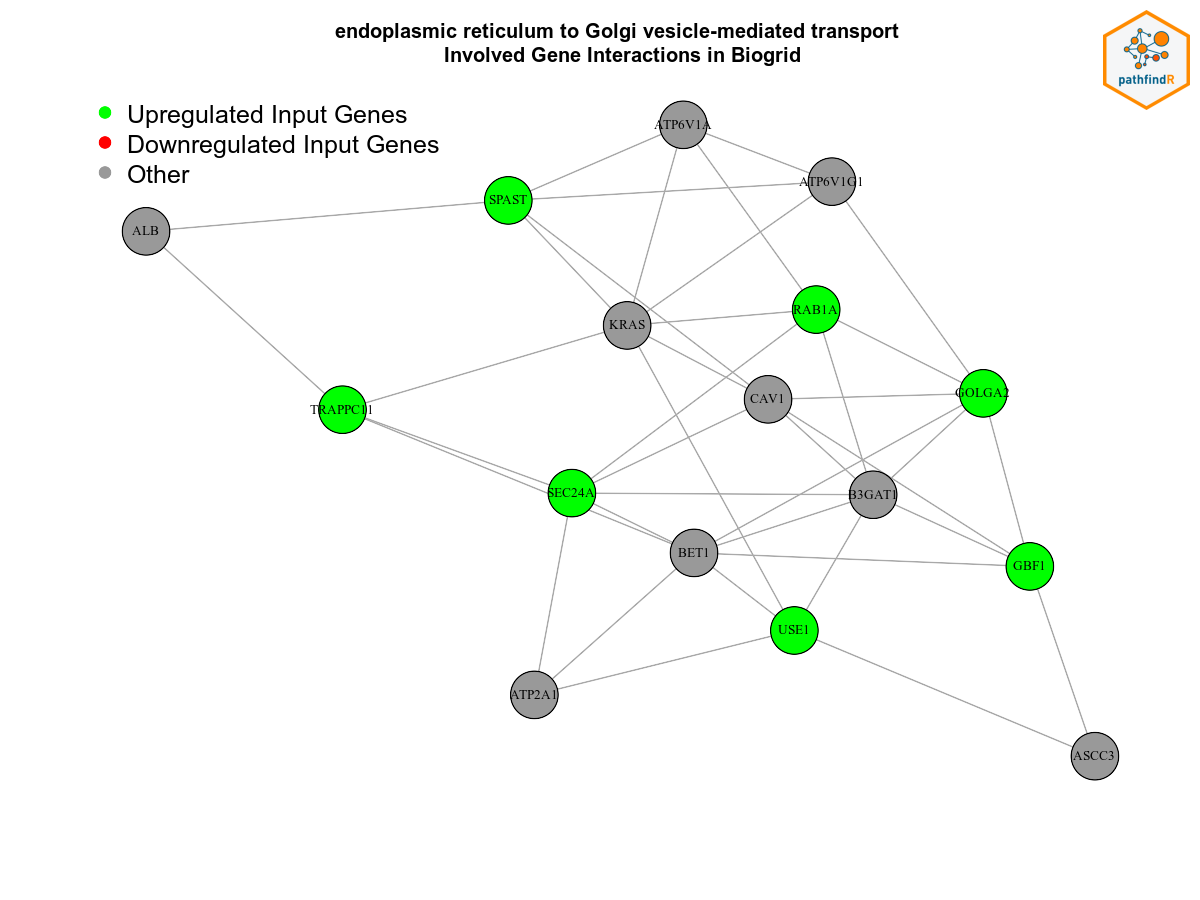 endoplasmic reticulum to Golgi vesicle-mediated transport
Involved Gene Interactions in Biogrid
pathfindR
Upregulated Input Genes
Downregulated Input Genes
Other
ATP6V1A
ATP6V1G1
SPAST
ALB
RAB1A
KRAS
GOLGA2
CAV1
TRAPPC11
SEC24A
B3GAT1
BET1
GBF1
USE1
ATP2A1
ASCC3